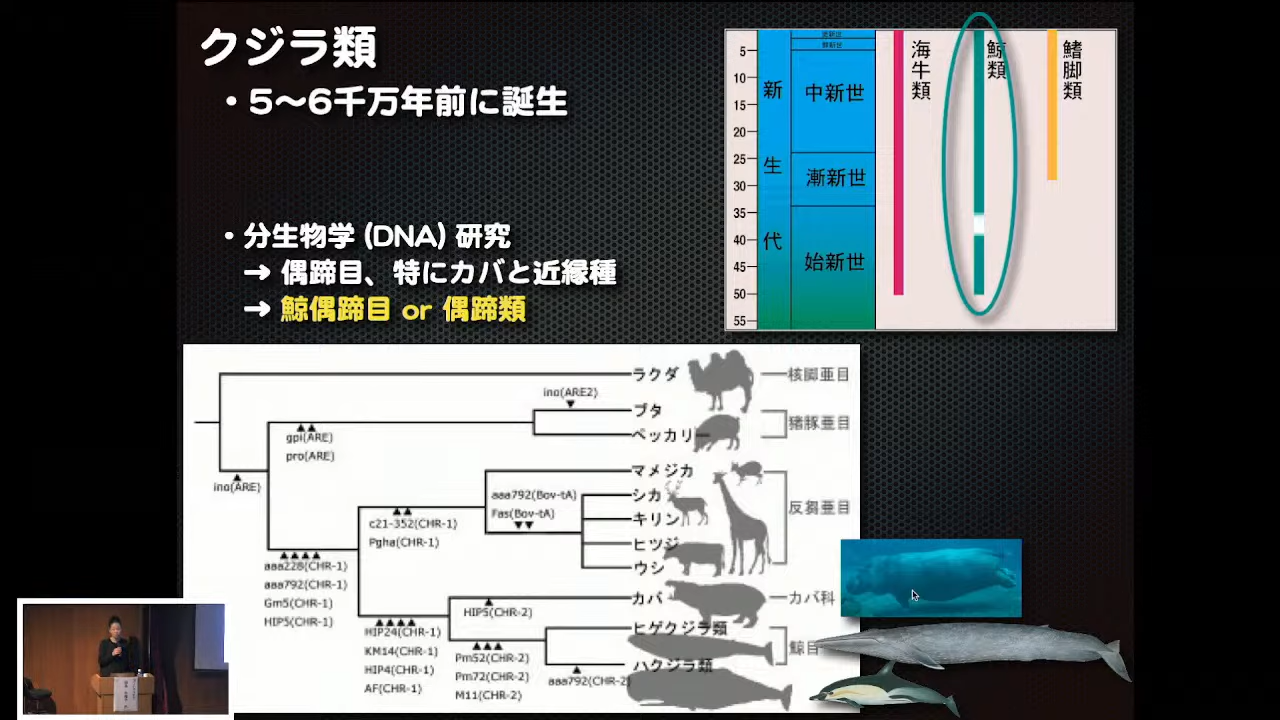 クジラ類
・5〜6千万年前に誕生
・分生物学 (DNA) 研究
→ 偶蹄目、特にカバと近縁種
→ 鯨偶蹄目 or 偶蹄類
5
10
15
20
25
30
35
40
45
50
55
新生代
鮮新世
中新世
漸新世
始新世
海牛類
鯨類
鰭脚類
ラクダ
核脚亜目
ino(ARE2)
ブタ
ペッカリー
猪豚亜目
gpi(ARE)
pro(ARE)
ino(ARE)
マメジカ
シカ
キリン
ヒツジ
ウシ
反芻亜目
aaa792(Bov-tA)
Fas(Bov-tA)
c21-352(CHR-1)
Pgha(CHR-1)
aaa228(CHR-1)
aaa792(CHR-1)
Gm5(CHR-1)
HIP5(CHR-1)
カバ
カバ科
HIP5(CHR-2)
HIP24(CHR-1)
KM14(CHR-1)
HIP4(CHR-1)
AF(CHR-1)
ヒゲクジラ類
ハクジラ類
鯨目
Pm52(CHR-2)
Pm72(CHR-2)
M11(CHR-2)
aaa792(CHR-2)